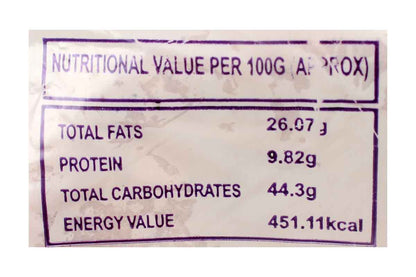 NUTRITIONAL VALUE PER 100G (APPROX)
TOTAL FATS 26.07g
PROTEIN 9.82g
TOTAL CARBOHYDRATES 44.3g
ENERGY VALUE 451.11kcal